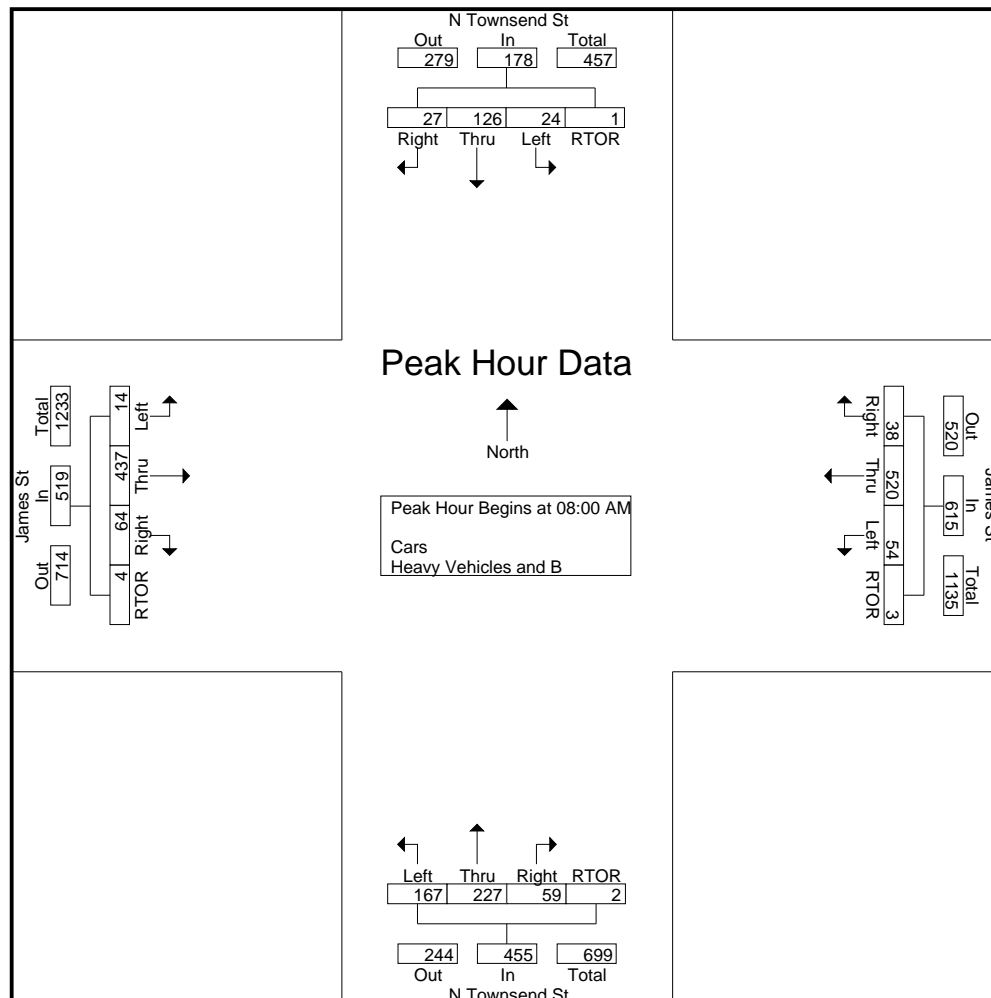 N Townsend St
Out In Total
279 178 457
27 126 24 1
Right Thru Left RTOR
Peak Hour Data
North
Peak Hour Begins at 08:00 AM
Cars
Heavy Vehicles and B
James St
Out In Total
714 519 1233
Left Thru Right RTOR
14 437 64 4
James St
Out In Total
520 615 1135
38 520 54 3
Right Thru Left RTOR
Left Thru Right RTOR
167 227 59 2
244 455 699
Out In Total
N Townsend St